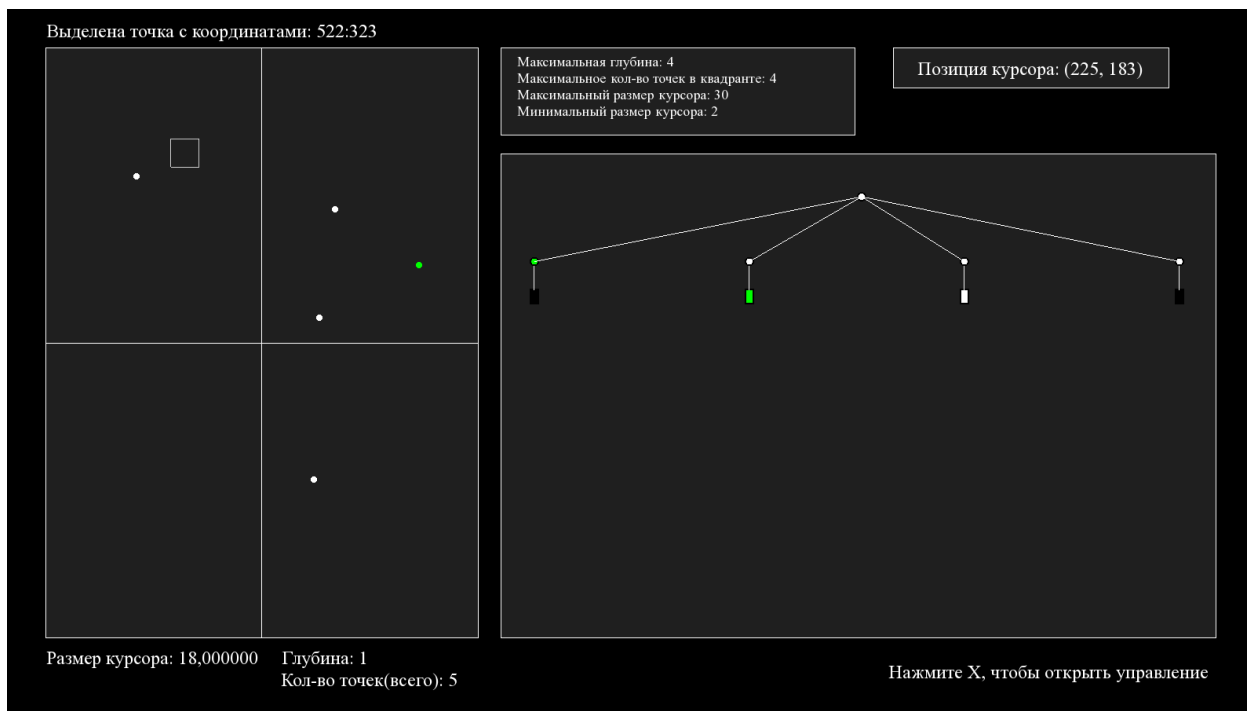 Выделена точка с координатами: 522:323
Максимальная глубина: 4
Максимальное кол-во точек в квадранте: 4
Максимальный размер курсора: 30
Минимальный размер курсора: 2
Позиция курсора: (225, 183)
Размер курсора: 18,000000
Глубина: 1
Кол-во точек(всего): 5
Нажмите X, чтобы открыть управление